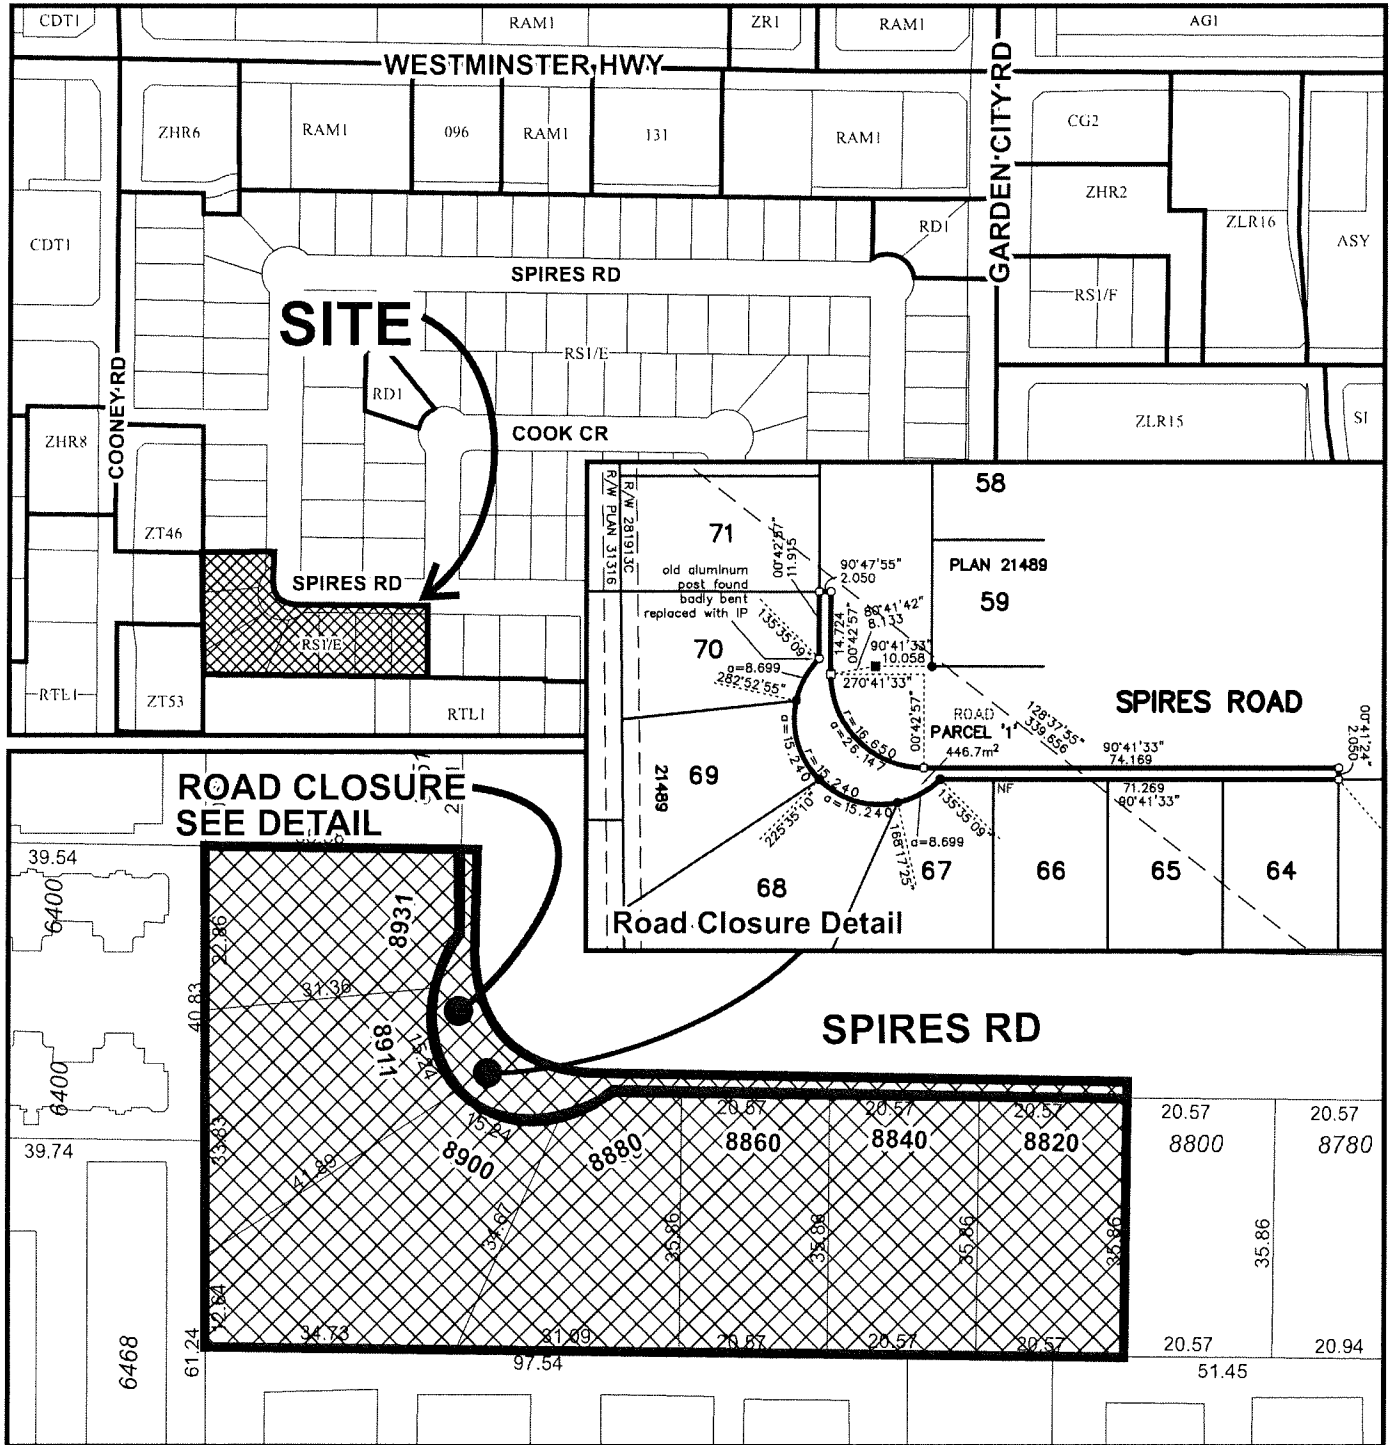 CDT1
RAM1
ZR1
RAM1
AG1
WESTMINSTER HWY
GARDEN CITY RD
ZHR6
RAM1
096
RAM1
131
RAM1
CG2
ZHR2
ZLR16
ASY
CDT1
RD1
SPIRES RD
RS1/F
SITE
RS1/E
COONEY RD
RD1
COOK CR
ZHR8
ZLR15
SI
ZT46
SPIRES RD
RS1/E
RTL1
ZT53
RTL1
R/W PLAN 31316
R/W 281913C
71
58
00°42'57"
11.915
90°47'55"
2.050
PLAN 21489
old aluminum
post found
badly bent
replaced with IP
59
14.724
00°42'57"
80°41'42"
8.133
135°35'09"
70
90°41'33"
10.058
a=8.699
282°52'55"
270°41'33"
SPIRES ROAD
00°42'57"
ROAD
PARCEL '1'
446.7m²
r=16.650
a=26.147
128°37'55"
339.656
90°41'33"
74.169
00°41'24"
2.050
a=15.240
r=15.240
a=15.240
69
21489
NF
71.269
90°41'33"
135°35'09"
225°35'10"
a=8.699
168°17'25"
68
67
66
65
64
Road Closure Detail
ROAD CLOSURE
SEE DETAIL
39.54
6400
8931
22.86
31.36
40.83
8911
15.24
SPIRES RD
6400
39.74
33.83
15.24
8900
8880
20.57
20.57
20.57
20.57
20.57
8860
8840
8820
8800
8780
41.89
34.67
35.86
35.86
35.86
35.86
35.86
12.64
34.73
31.09
20.57
20.57
20.57
20.57
20.94
61.24
97.54
51.45
6468